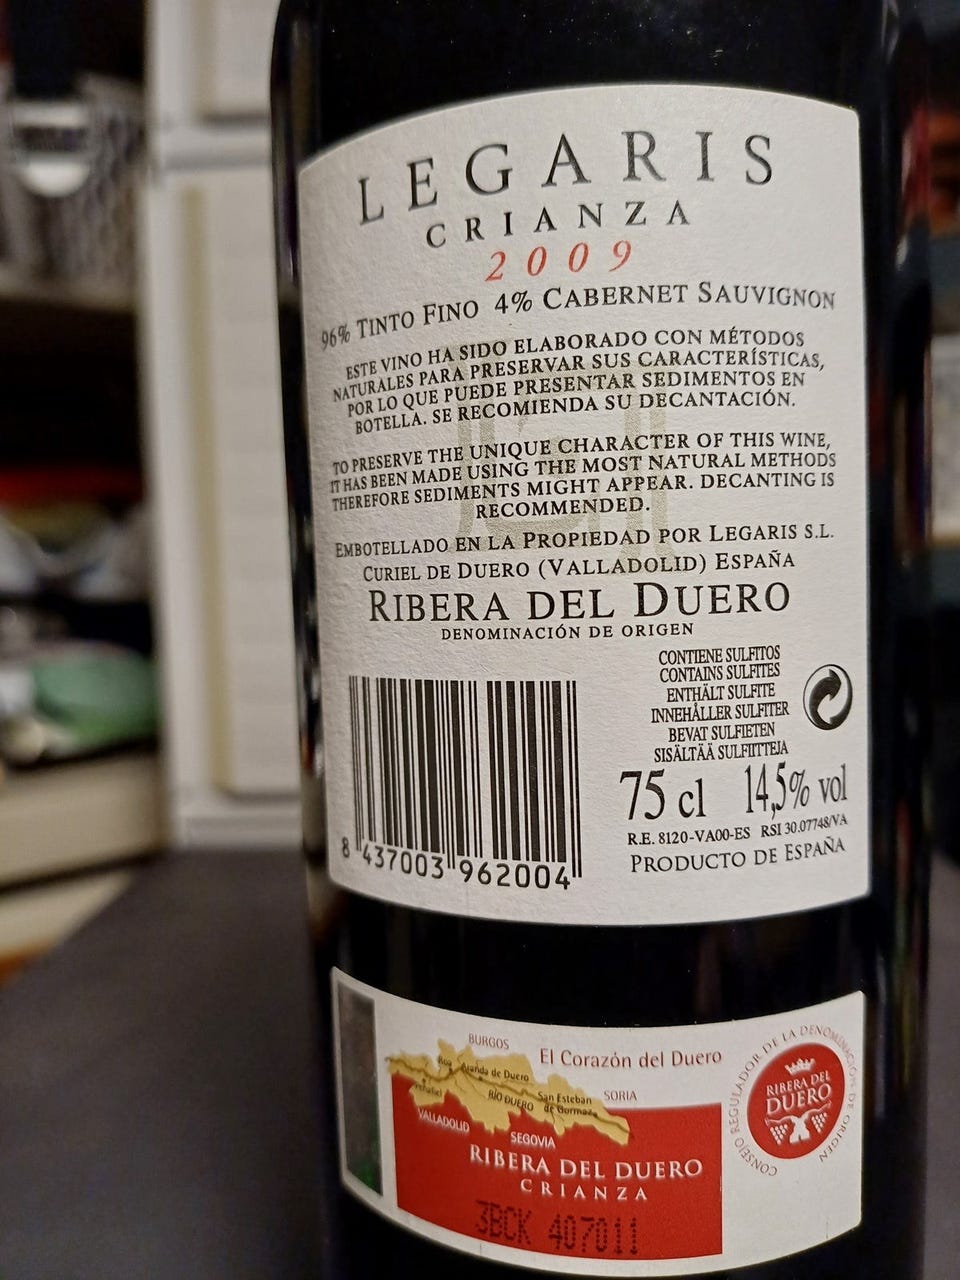 LEGARIS
CRIANZA
2009
96% TINTO FINO 4% CABERNET SAUVIGNON
ESTE VINO HA SIDO ELABORADO CON MÉTODOS
NATURALES PARA PRESERVAR SUS CARACTERÍSTICAS,
POR LO QUE PUEDE PRESENTAR SEDIMENTOS EN
BOTELLA. SE RECOMIENDA SU DECANTACIÓN.
TO PRESERVE THE UNIQUE CHARACTER OF THIS WINE,
IT HAS BEEN MADE USING THE MOST NATURAL METHODS
THEREFORE SEDIMENTS MIGHT APPEAR. DECANTING IS
RECOMMENDED.
EMBOTELLADO EN LA PROPIEDAD POR LEGARIS S.L.
CURIEL DE DUERO (VALLADOLID) ESPAÑA
RIBERA DEL DUERO
DENOMINACIÓN DE ORIGEN
CONTIENE SULFITOS
CONTAINS SULFITES
ENTHÄLT SULFITE
INNEHÅLLER SULFITER
BEVAT SULFIETEN
SISÄLTÄÄ SULFIITTEJA
75 cl 14,5% vol
R.E. 8120-VA00-ES RSI 30.07748/VA
PRODUCTO DE ESPAÑA
8 437003 962004
BURGOS
El Corazón del Duero
Roa
Aranda de Duero
Peñafiel
RÍO DUERO
San Esteban
de Gormaz
SORIA
VALLADOLID
SEGOVIA
RIBERA DEL DUERO
CRIANZA
3BCK 407011
CONSEJO REGULADOR DE LA DENOMINACIÓN DE ORIGEN
RIBERA DEL
DUERO